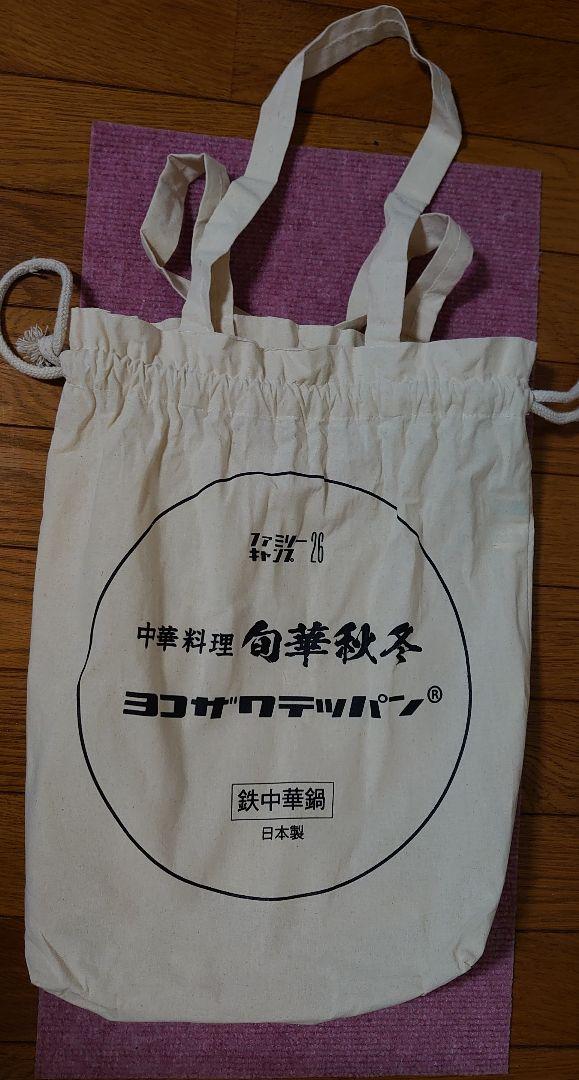 ファミリー
キャンプ 26
中華料理 旬華秋冬
ヨコザワテッパン®
鉄中華鍋
日本製